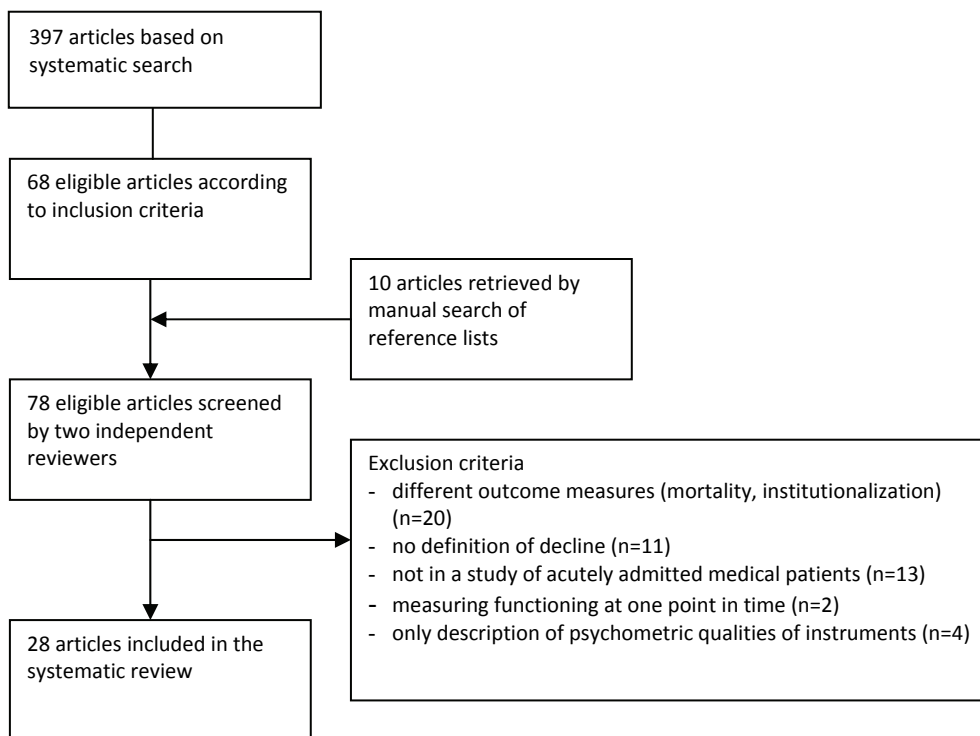 397 articles based on
systematic search
68 eligible articles according
to inclusion criteria
10 articles retrieved by
manual search of
reference lists
78 eligible articles screened
by two independent
reviewers
Exclusion criteria
- different outcome measures (mortality, institutionalization)
(n=20)
- no definition of decline (n=11)
- not in a study of acutely admitted medical patients (n=13)
- measuring functioning at one point in time (n=2)
- only description of psychometric qualities of instruments (n=4)
28 articles included in the
systematic review